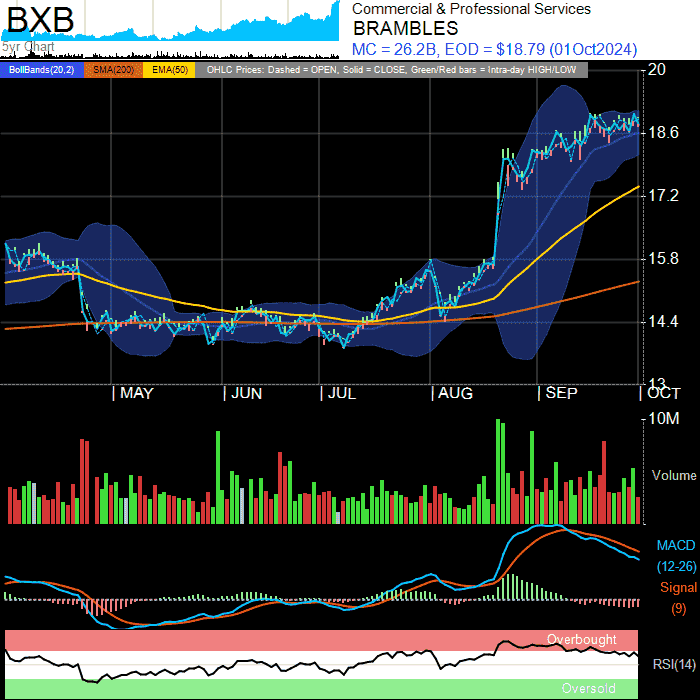 BXB
5yr Chart
Commercial & Professional Services
BRAMBLES
MC = 26.2B, EOD = $18.79 (01Oct2024)
BollBands(20,2) SMA(200) EMA(50) OHLC Prices: Dashed = OPEN, Solid = CLOSE, Green/Red bars = Intra-day HIGH/LOW
20
18.6
17.2
15.8
14.4
13
MAY JUN JUL AUG SEP OCT
10M
Volume
MACD
(12-26)
Signal
(9)
Overbought
RSI(14)
Oversold